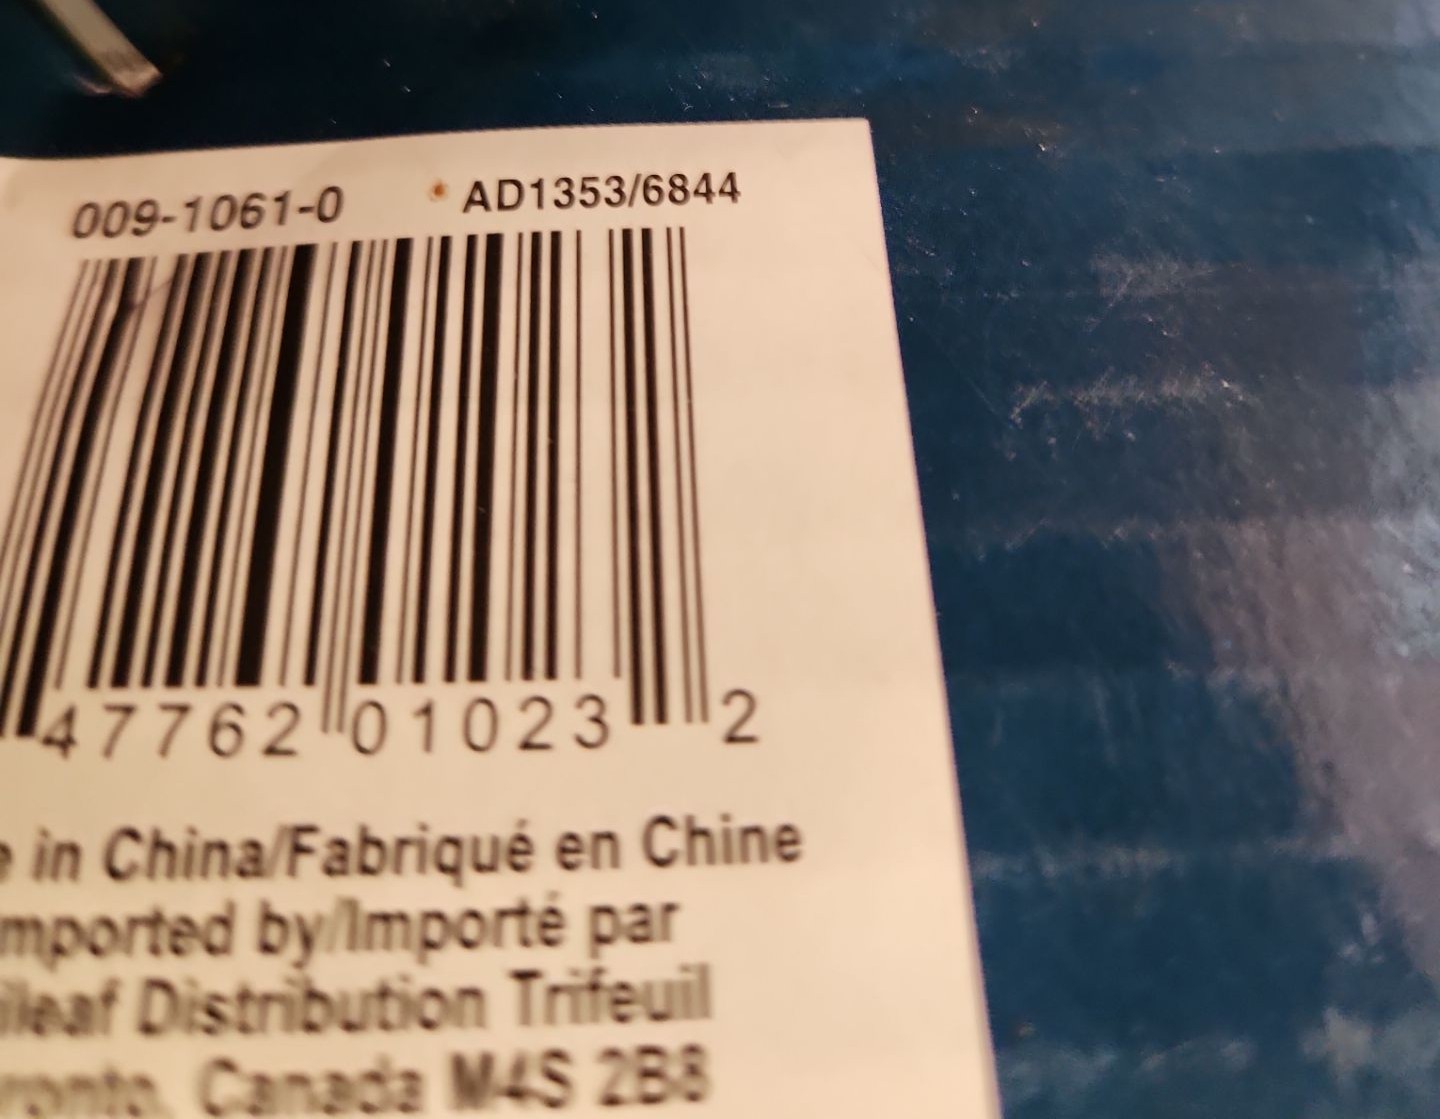 009-1061-0 AD1353/6844
47762 01023 2
in China/Fabriqué en Chine
by/Importé par
Distribution Trifeuil
Canada M4S 2B8